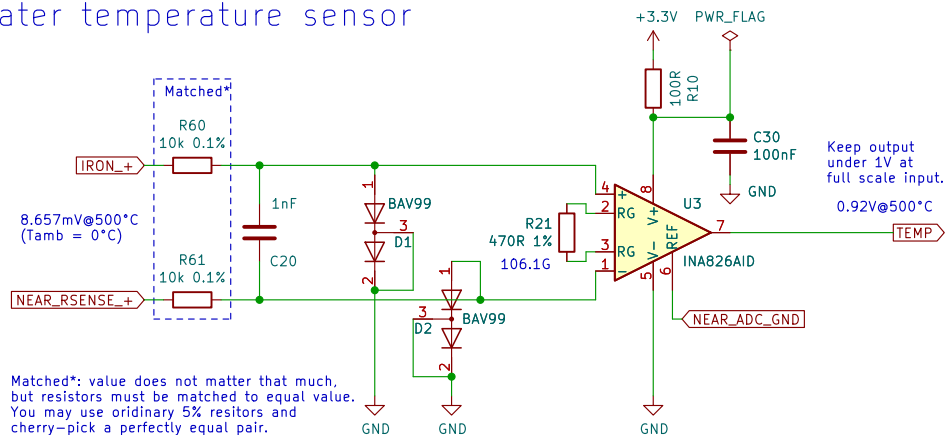 ater temperature sensor
+3.3V PWR_FLAG
Matched*
100R
R10
R60
10k 0.1%
C30
100nF
Keep output
under 1V at
full scale input.
IRON_+
4
8
GND
1
1nF
BAV99
+
2
RG
V+
U3
0.92V@500°C
8.657mV@500°C
(Tamb = 0°C)
3
D1
R21
470R 1%
106.1G
7
TEMP
REF
3
RG
V-
C20
INA826AID
R61
10k 0.1%
2
1
1
-
5
6
NEAR_RSENSE_+
3
D2
BAV99
NEAR_ADC_GND
2
Matched*: value does not matter that much,
but resistors must be matched to equal value.
You may use oridinary 5% resitors and
cherry-pick a perfectly equal pair.
GND
GND
GND